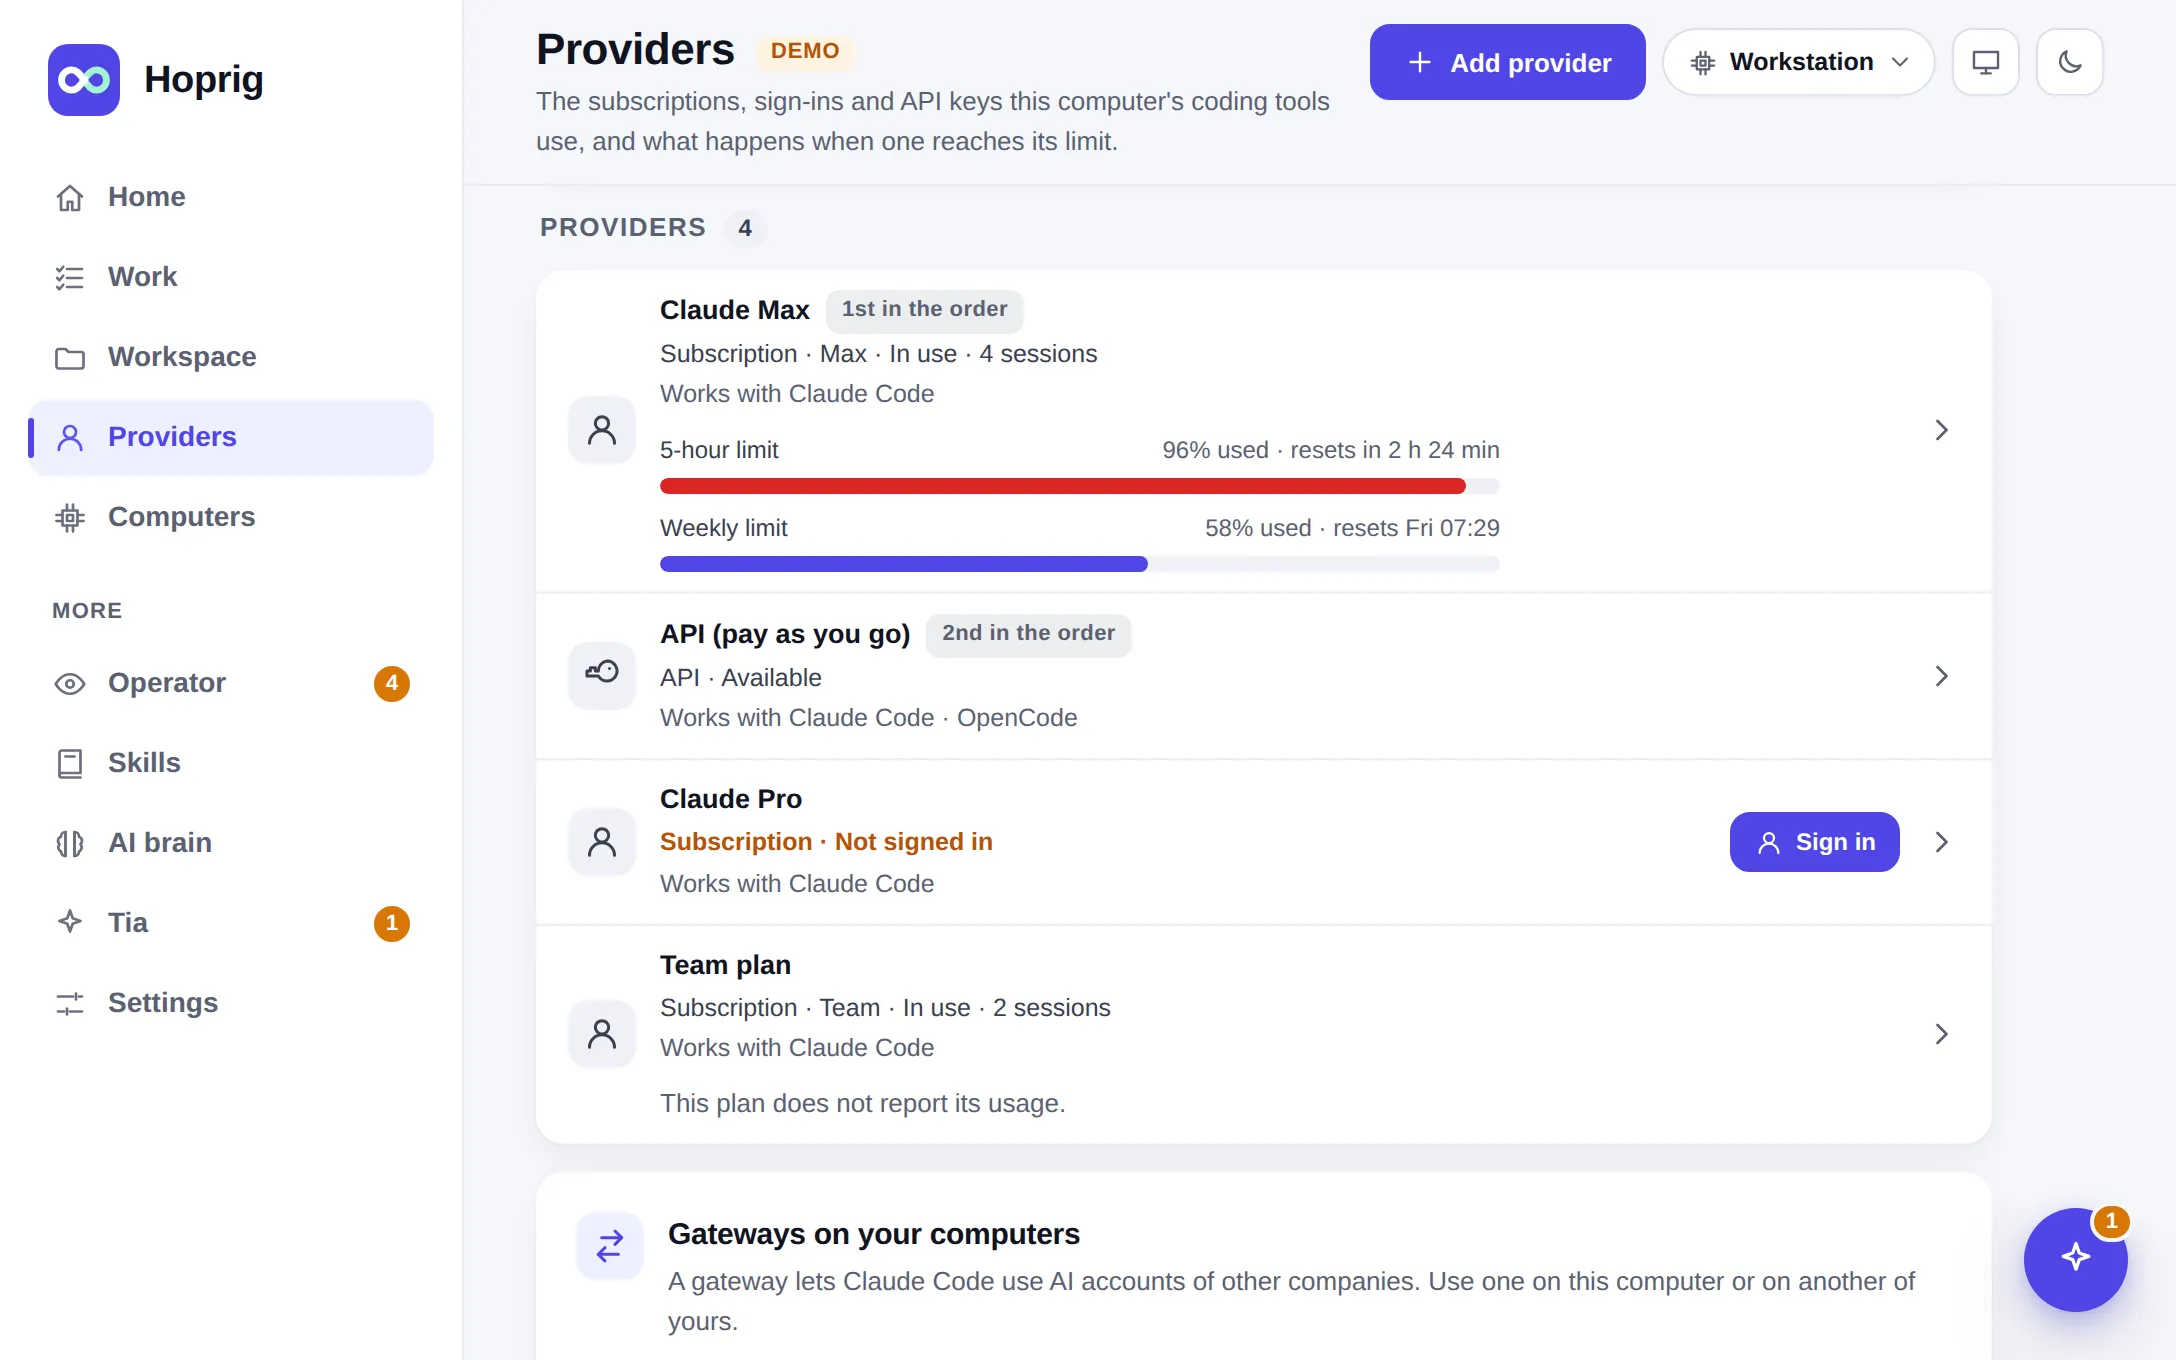 Hoprig
Home
Work
Workspace
Providers
Computers
MORE
Operator 4
Skills
AI brain
Tia 1
Settings
Providers DEMO
The subscriptions, sign-ins and API keys this computer's coding tools
use, and what happens when one reaches its limit.
Add provider
Workstation
PROVIDERS 4
Claude Max 1st in the order
Subscription · Max · In use · 4 sessions
Works with Claude Code
5-hour limit 96% used · resets in 2 h 24 min
Weekly limit 58% used · resets Fri 07:29
API (pay as you go) 2nd in the order
API · Available
Works with Claude Code · OpenCode
Claude Pro
Subscription · Not signed in
Works with Claude Code
Sign in
Team plan
Subscription · Team · In use · 2 sessions
Works with Claude Code
This plan does not report its usage.
Gateways on your computers
A gateway lets Claude Code use AI accounts of other companies. Use one on this computer or on another of
yours.
1